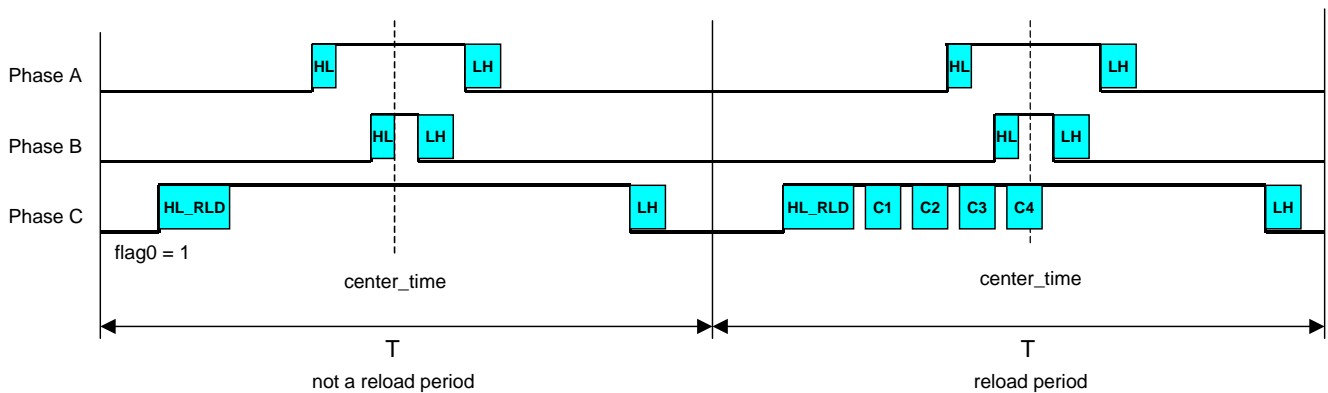 Phase A
HL
LH
HL
LH
Phase B
HL
LH
HL
LH
Phase C
HL_RLD
LH
HL_RLD
C1
C2
C3
C4
LH
flag0 = 1
center_time
center_time
T
T
not a reload period
reload period